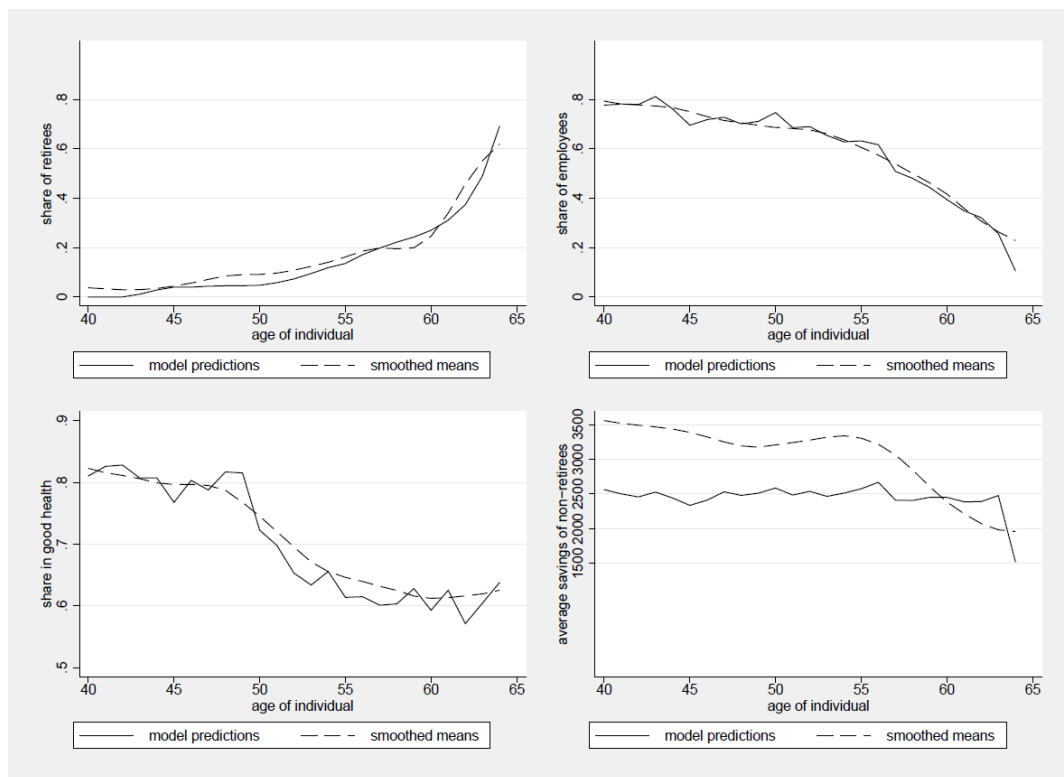 share of retirees
.8
.6
.4
.2
0
40 45 50 55 60 65
age of individual
model predictions smoothed means
share of employees
.8
.6
.4
.2
0
40 45 50 55 60 65
age of individual
model predictions smoothed means
share in good health
.9
.8
.7
.6
.5
40 45 50 55 60 65
age of individual
model predictions smoothed means
average savings of non-retirees
1500 2000 2500 3000 3500
40 45 50 55 60 65
age of individual
model predictions smoothed means